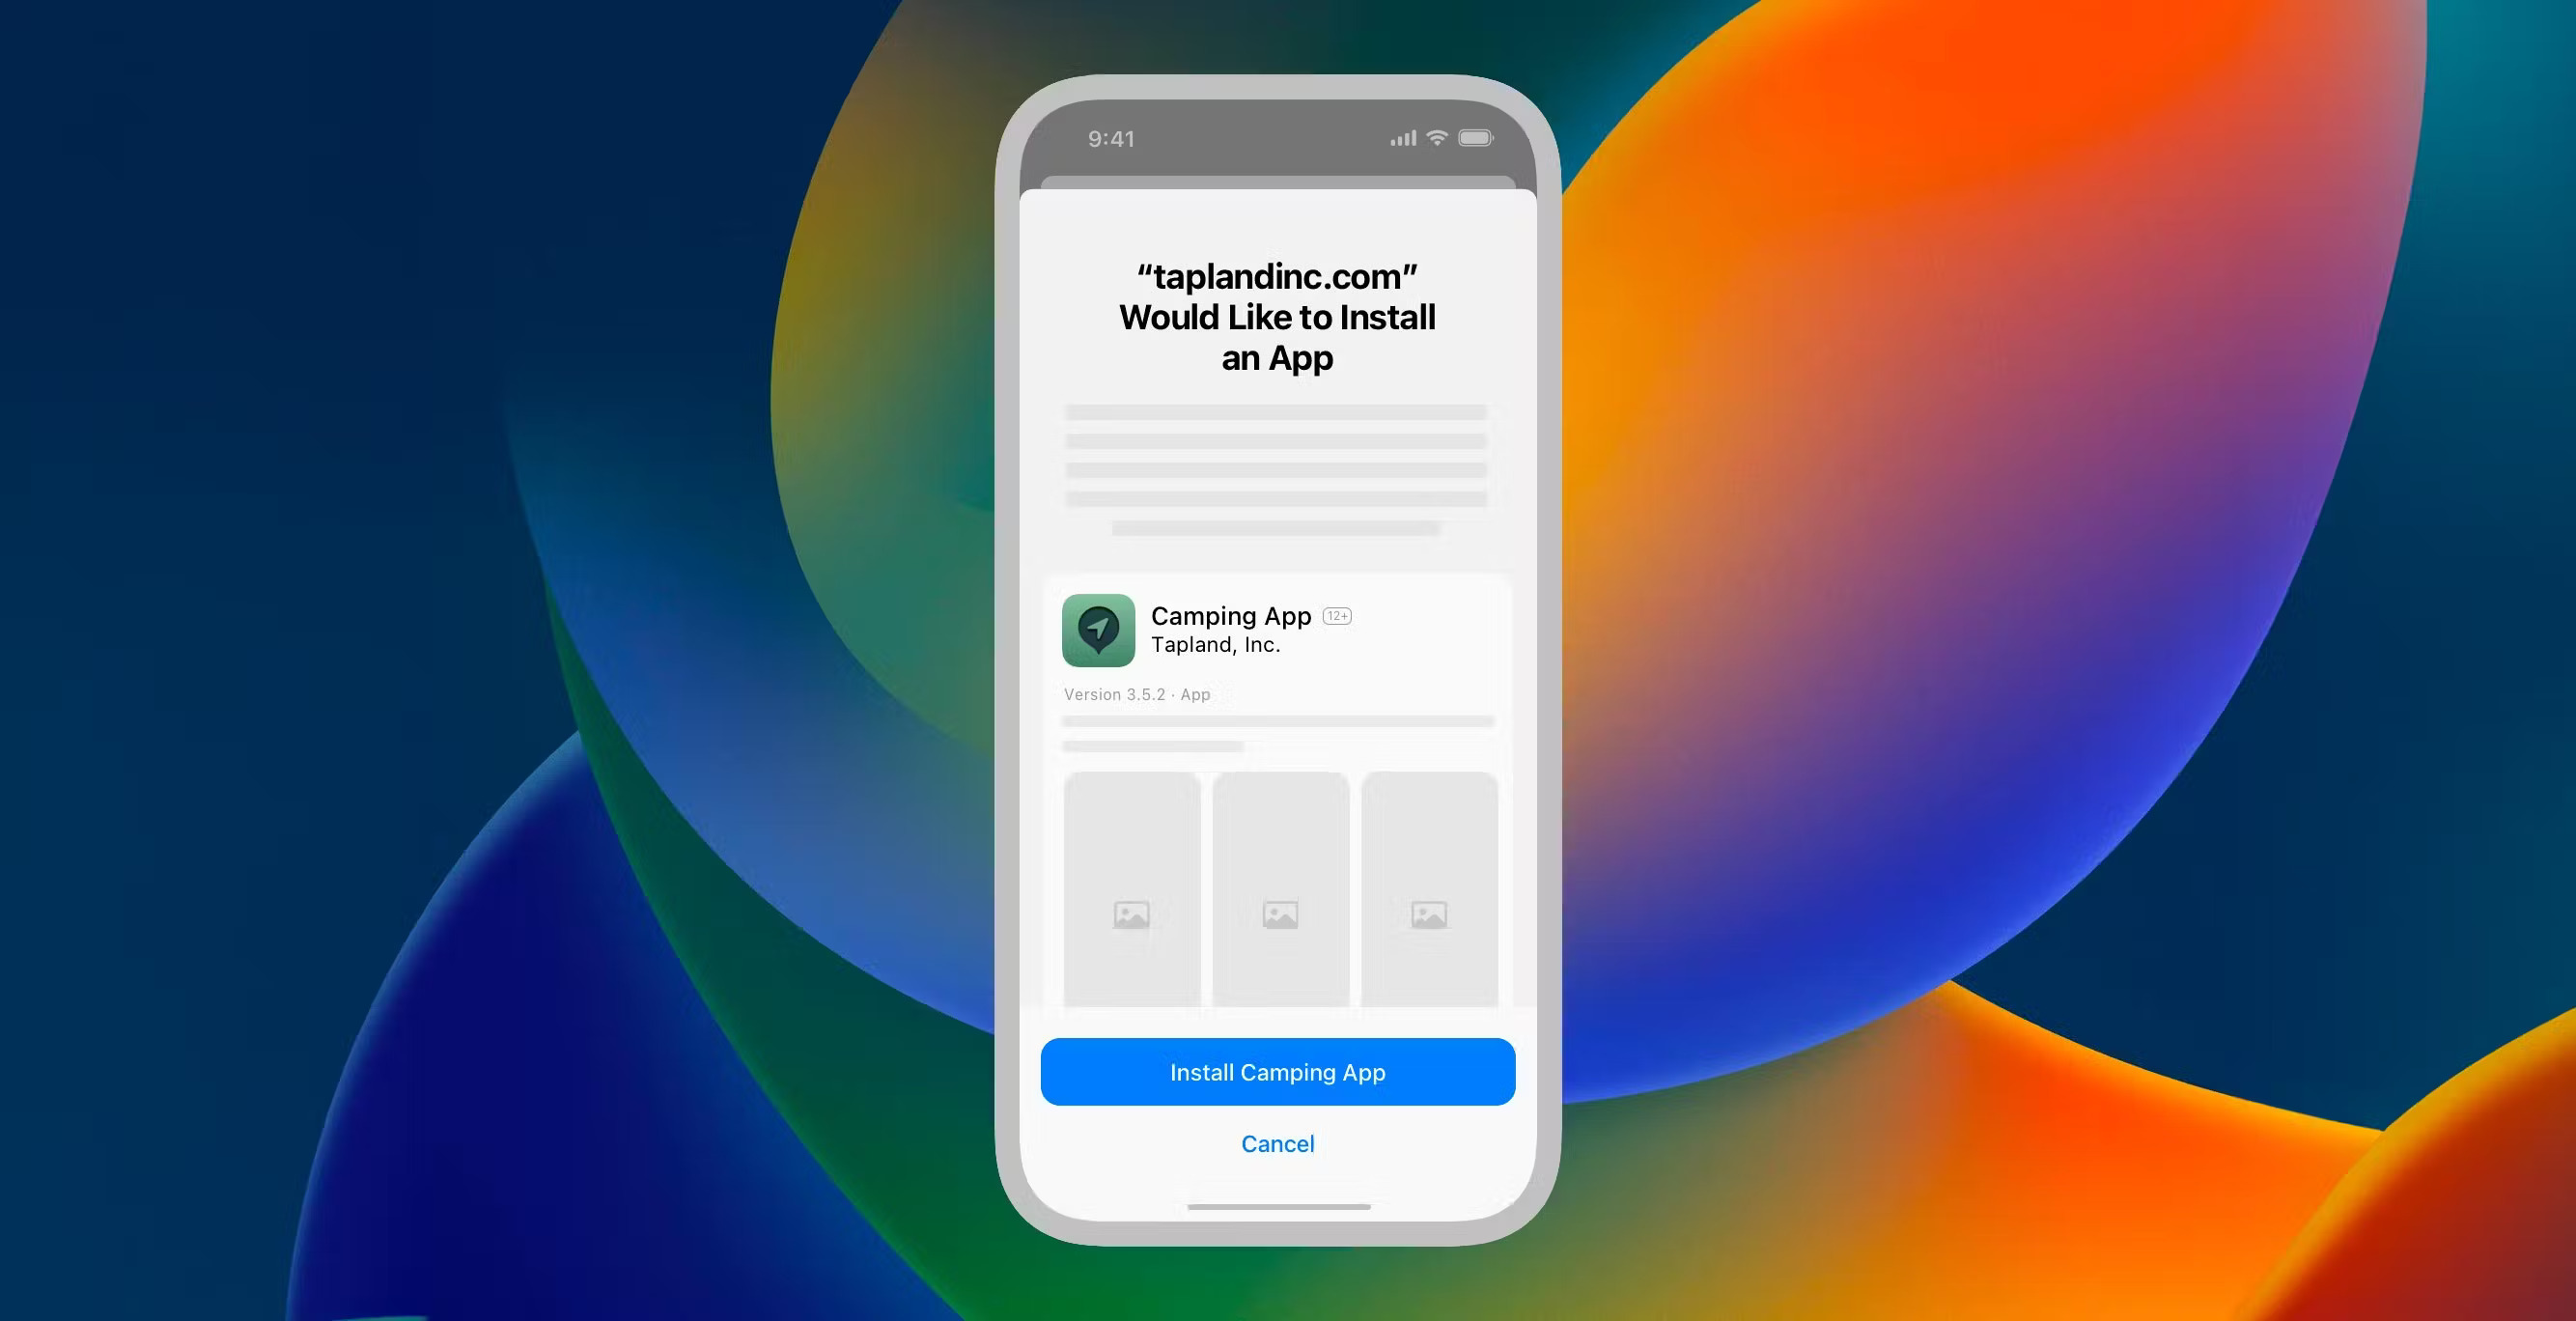 9:41
“taplandinc.com”
Would Like to Install
an App
Camping App 12+
Tapland, Inc.
Version 3.5.2 · App
Install Camping App
Cancel